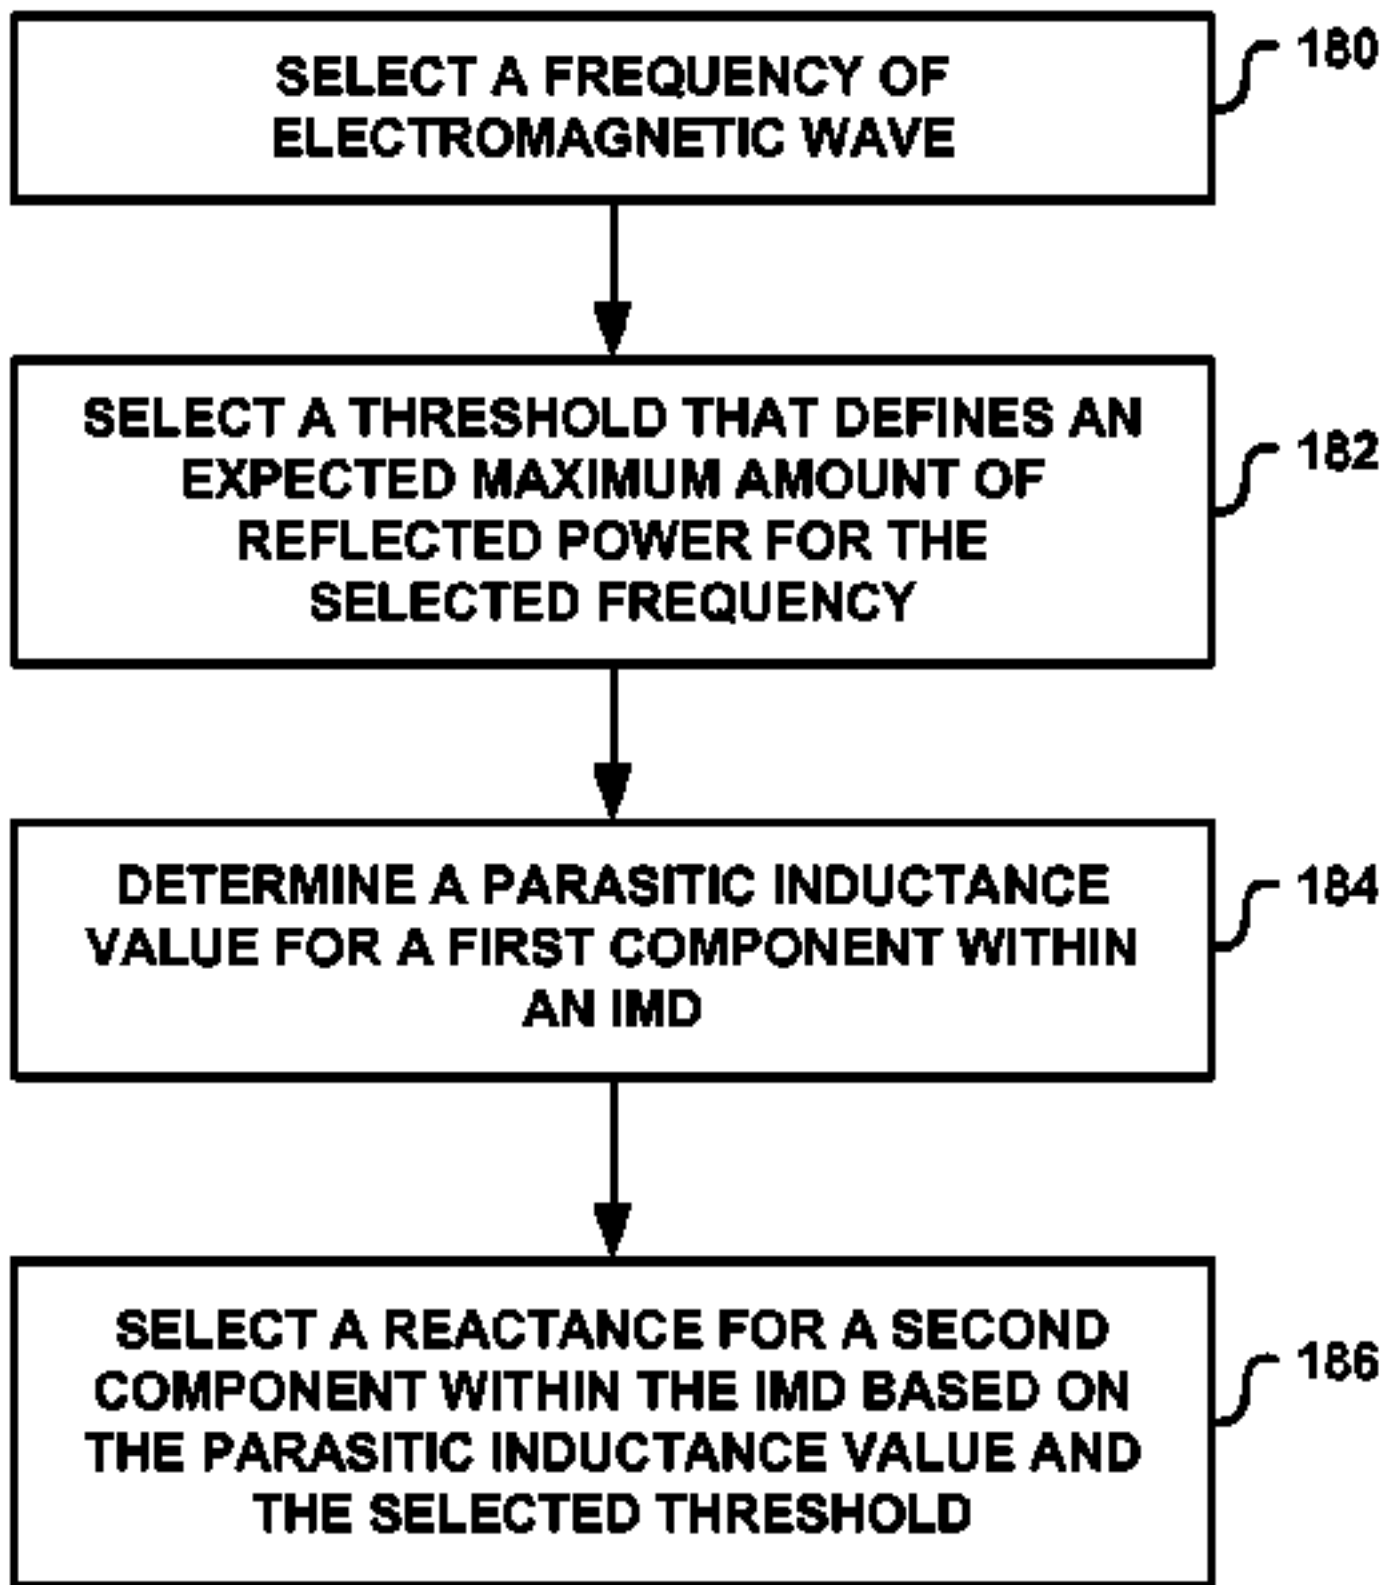 SELECT A FREQUENCY OF
ELECTROMAGNETIC WAVE
180
SELECT A THRESHOLD THAT DEFINES AN
EXPECTED MAXIMUM AMOUNT OF
REFLECTED POWER FOR THE
SELECTED FREQUENCY
182
DETERMINE A PARASITIC INDUCTANCE
VALUE FOR A FIRST COMPONENT WITHIN
AN IMD
184
SELECT A REACTANCE FOR A SECOND
COMPONENT WITHIN THE IMD BASED ON
THE PARASITIC INDUCTANCE VALUE AND
THE SELECTED THRESHOLD
186